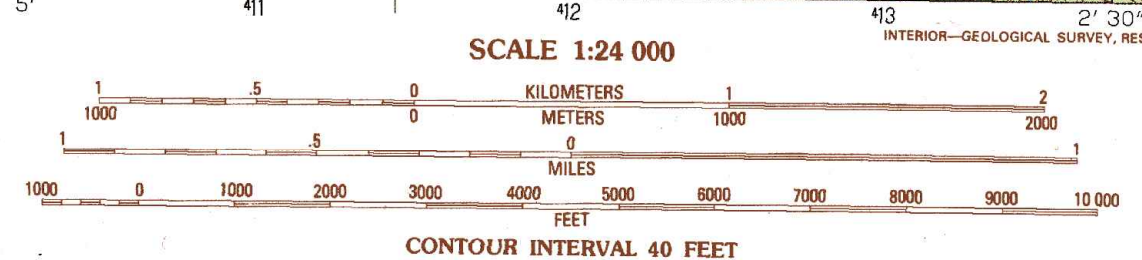 5' ⁴11 ⁴12 ⁴13 2' 30"
INTERIOR—GEOLOGICAL SURVEY, RES
SCALE 1:24 000
1 .5 0 KILOMETERS 1 2
1000 0 METERS 1000 2000
1 .5 0 1
MILES
1000 0 1000 2000 3000 4000 5000 6000 7000 8000 9000 10 000
FEET
CONTOUR INTERVAL 40 FEET